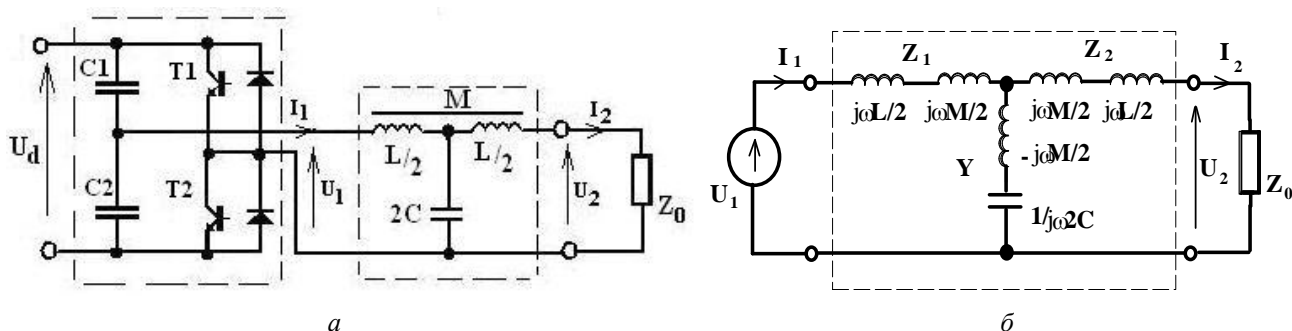 C1
T1
U_d
I_1
M
I_2
L/2
L/2
C2
T2
U_1
2C
U_2
Z_0
а
I_1
Z_1
Z_2
I_2
jωL/2
jωM/2
jωM/2
jωL/2
Y
- jωM/2
U_1
1/jω2C
U_2
Z_0
б